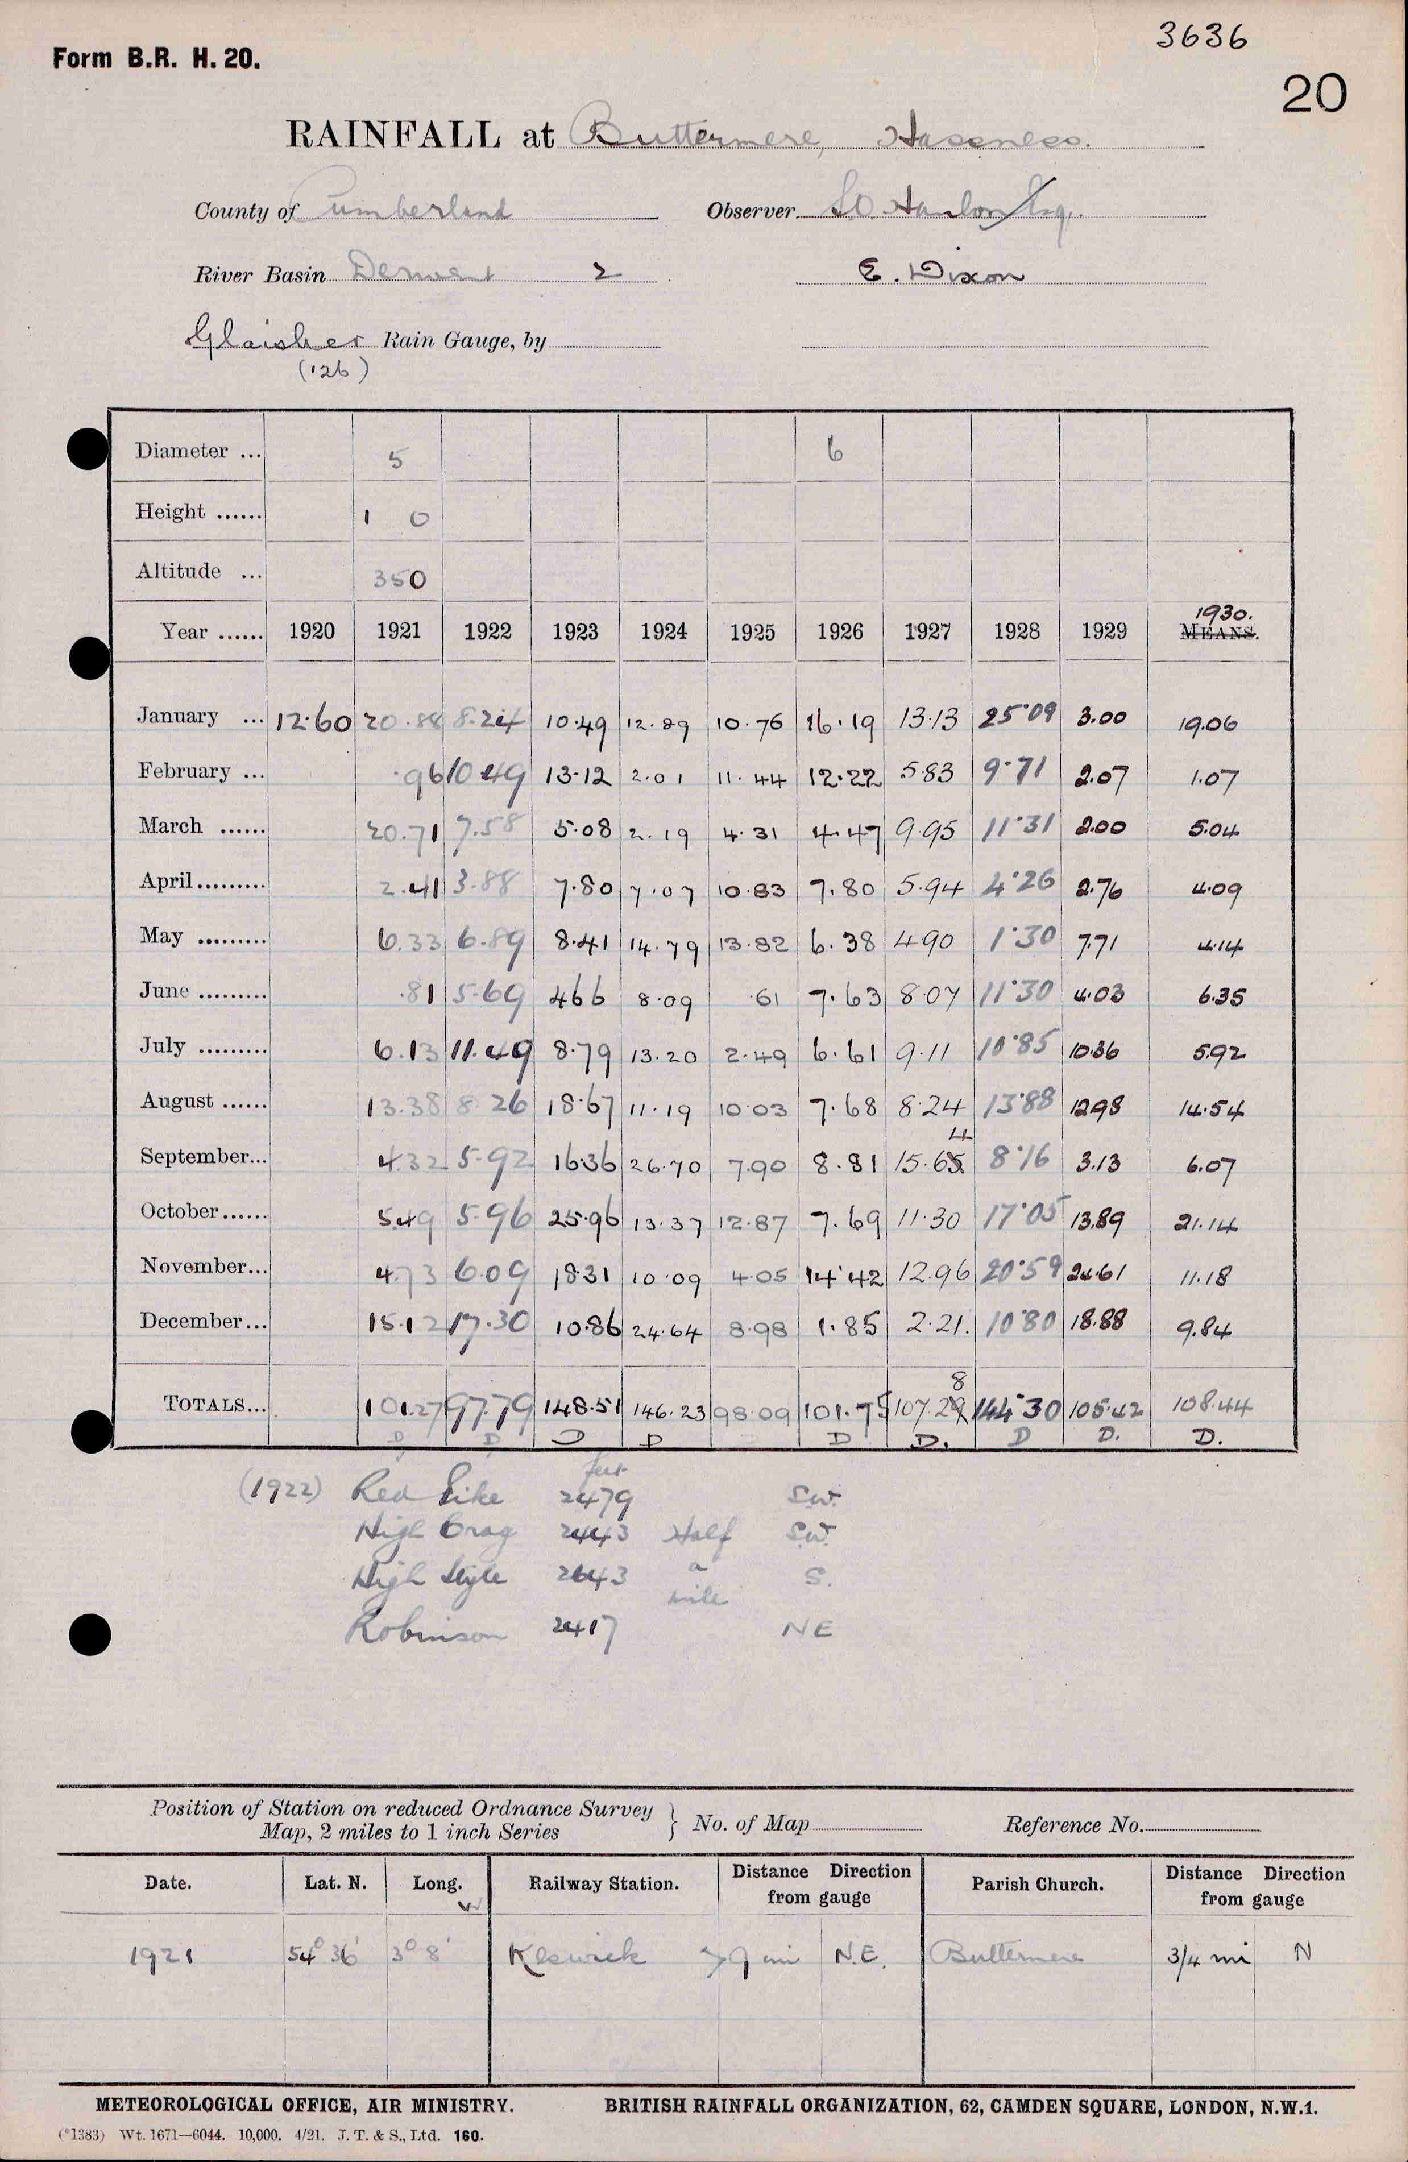 3636
Form B.R. H. 20.
20
RAINFALL at Buttermere, Hassness.
County of Cumberland Observer
River Basin Derwent 2 E. Dixon
Glaisher Rain Gauge, by
(126)
Diameter ... 5 6
Height ...... 1 0
Altitude ... 350
1930.
Year ...... 1920 1921 1922 1923 1924 1925 1926 1927 1928 1929 MEANS.
January ... 12.60 20.88 8.24 10.49 12.89 10.76 16.19 13.13 25.09 3.00 19.06
February ... .96 10.49 13.12 2.01 11.44 12.22 5.83 9.71 2.07 1.07
March ...... 20.71 7.58 5.08 2.19 4.31 4.47 9.95 11.31 2.00 5.04
April......... 2.41 3.88 7.80 7.07 10.83 7.80 5.94 4.26 2.76 4.09
May ......... 6.33 6.89 8.41 14.79 13.82 6.38 4.90 1.30 7.71 4.14
June ......... .81 5.69 4.66 8.09 .61 7.63 8.07 11.30 4.03 6.35
July ......... 6.13 11.49 8.79 13.20 2.49 6.61 9.11 10.85 10.36 5.92
August ...... 13.38 8.26 18.67 11.19 10.03 7.68 8.24 13.88 12.98 14.54
4
September... 4.32 5.92 16.36 26.70 7.90 8.81 15.65 8.16 3.13 6.07
October...... 5.49 5.96 25.96 13.37 12.87 7.69 11.30 17.05 13.89 21.14
November... 4.73 6.09 18.31 10.09 4.05 14.42 12.96 20.59 24.61 11.18
December... 15.12 17.30 10.86 24.64 8.98 1.85 2.21. 10.80 18.88 9.84
8
TOTALS... 101.27 97.79 148.51 146.23 98.09 101.75 107.29 144.30 105.42 108.44
D D D D D D. D D. D.
feet
(1922) Red Pike 2479 S.W.
High Crag 2443 Half S.W.
High Style 2643 a S.
mile
Robinson 2417 NE
Position of Station on reduced Ordnance Survey
Map, 2 miles to 1 inch Series } No. of Map Reference No.
Date. Lat. N. Long. W Railway Station. Distance Direction from gauge Parish Church. Distance Direction from gauge
1921 54° 36' 3° 8' Keswick >9 mi N.E. Buttermere 3/4 mi N
METEOROLOGICAL OFFICE, AIR MINISTRY. BRITISH RAINFALL ORGANIZATION, 62, CAMDEN SQUARE, LONDON, N.W.1.
(*1383) Wt. 1671—6044. 10,000. 4/21. J. T. & S., Ltd. 160.